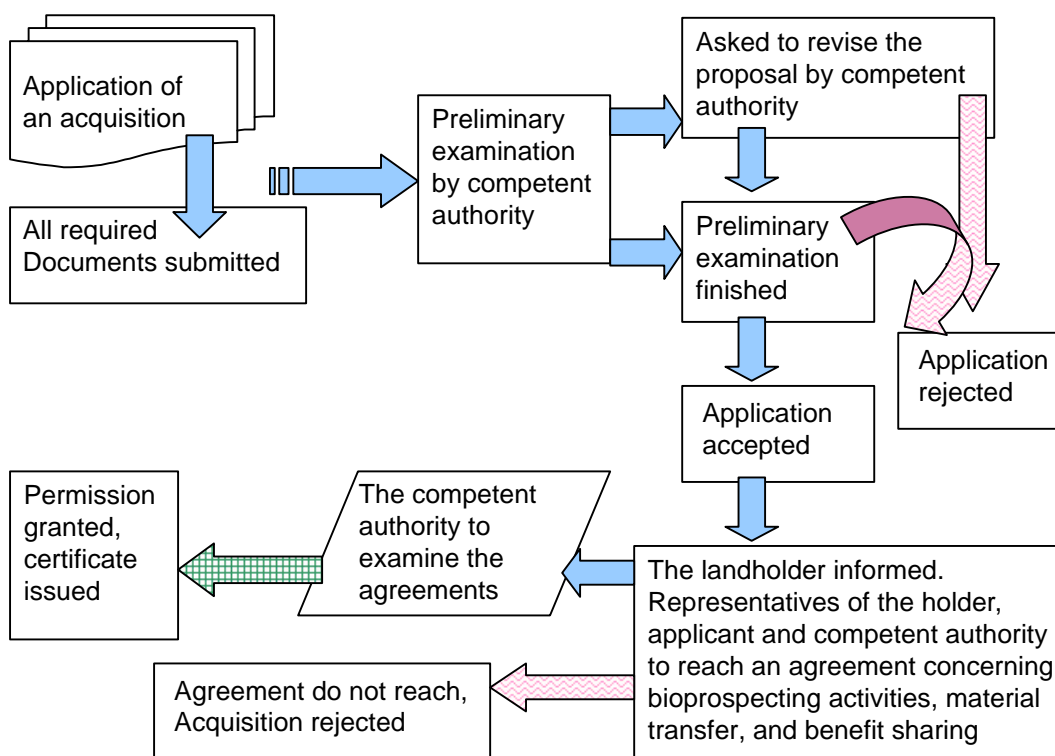 Application of
an acquisition
All required
Documents submitted
Preliminary
examination
by competent
authority
Asked to revise the
proposal by competent
authority
Preliminary
examination
finished
Application
rejected
Application
accepted
The landholder informed.
Representatives of the holder,
applicant and competent authority
to reach an agreement concerning
bioprospecting activities, material
transfer, and benefit sharing
The competent
authority to
examine the
agreements
Permission
granted,
certificate
issued
Agreement do not reach,
Acquisition rejected